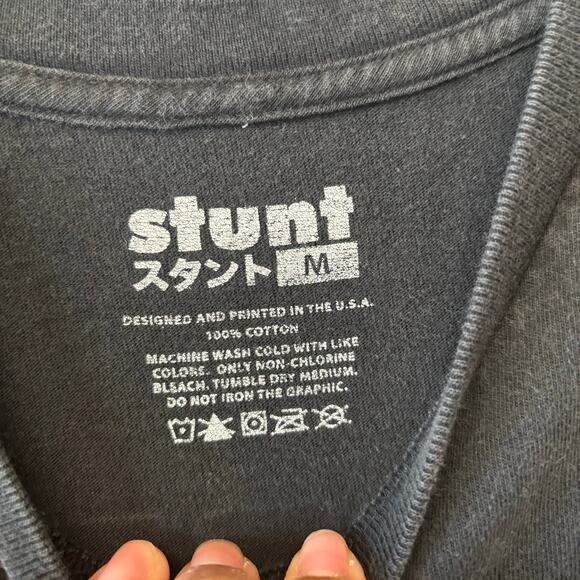 stunt
スタント M
DESIGNED AND PRINTED IN THE U.S.A.
100% COTTON
MACHINE WASH COLD WITH LIKE
COLORS. ONLY NON-CHLORINE
BLEACH. TUMBLE DRY MEDIUM.
DO NOT IRON THE GRAPHIC.